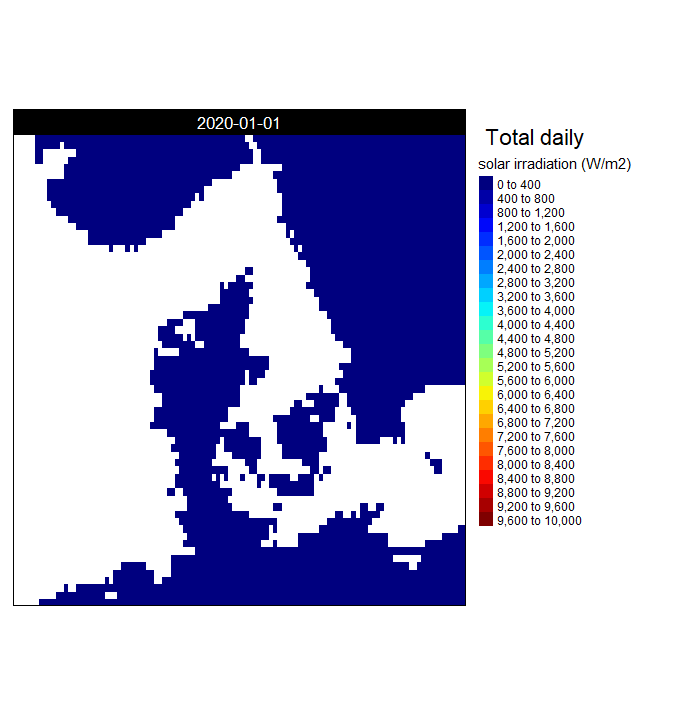 2020-01-01
Total daily
solar irradiation (W/m2)
0 to 400
400 to 800
800 to 1,200
1,200 to 1,600
1,600 to 2,000
2,000 to 2,400
2,400 to 2,800
2,800 to 3,200
3,200 to 3,600
3,600 to 4,000
4,000 to 4,400
4,400 to 4,800
4,800 to 5,200
5,200 to 5,600
5,600 to 6,000
6,000 to 6,400
6,400 to 6,800
6,800 to 7,200
7,200 to 7,600
7,600 to 8,000
8,000 to 8,400
8,400 to 8,800
8,800 to 9,200
9,200 to 9,600
9,600 to 10,000